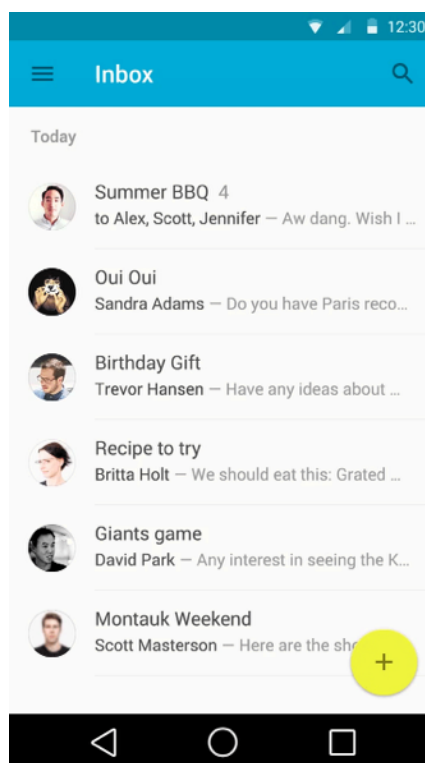 12:30
Inbox
Today
Summer BBQ 4
to Alex, Scott, Jennifer — Aw dang. Wish I ...
Oui Oui
Sandra Adams — Do you have Paris reco...
Birthday Gift
Trevor Hansen — Have any ideas about ...
Recipe to try
Britta Holt — We should eat this: Grated ...
Giants game
David Park — Any interest in seeing the K...
Montauk Weekend
Scott Masterson — Here are the